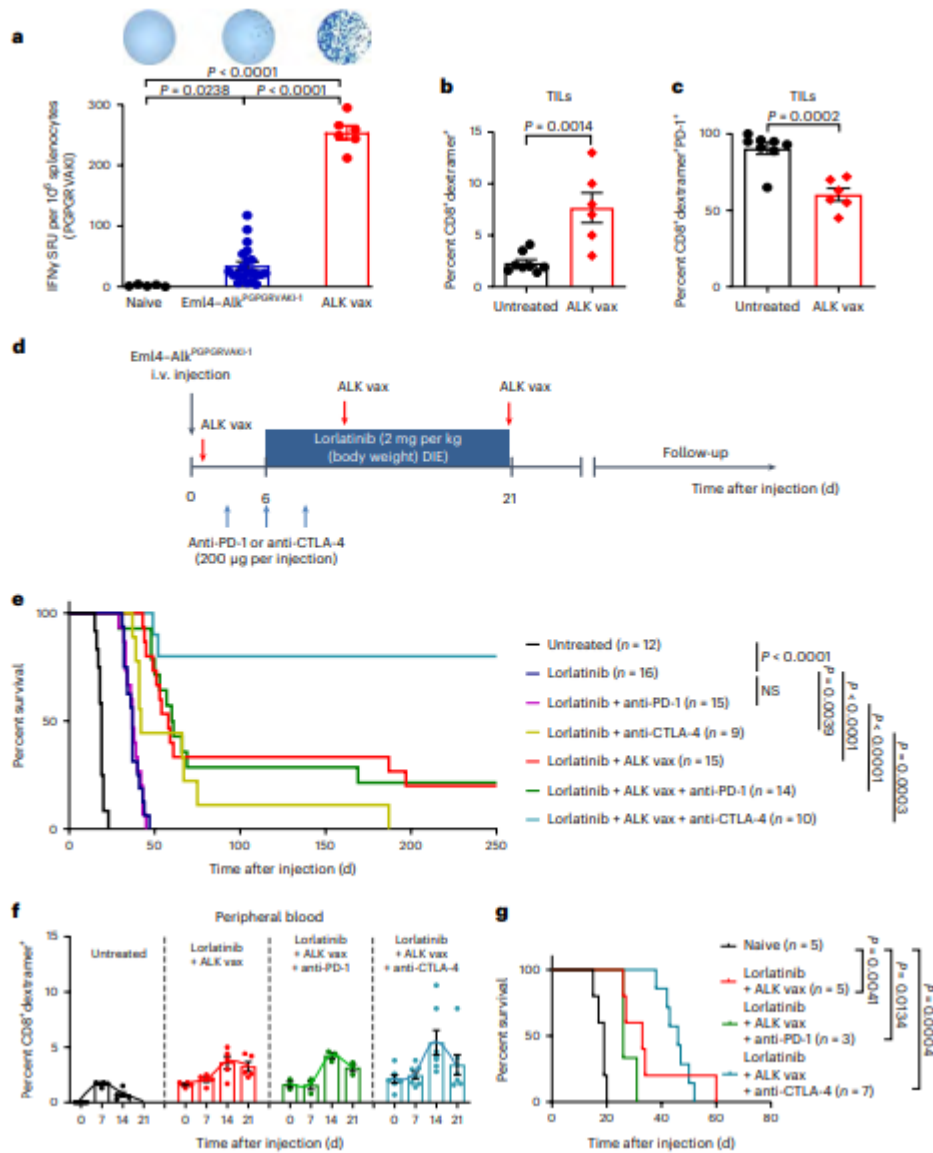 a
P < 0.0001
P = 0.0238
P < 0.0001
IFNγ SFU per 10⁶ splenocytes
(PGPGRVAKI)
300
200
100
0
Naive
Eml4–Alk^PGPGRVAKI-1
ALK vax
b
TILs
P = 0.0014
Percent CD8⁺ dextramer⁺
15
10
5
0
Untreated
ALK vax
c
TILs
P = 0.0002
Percent CD8⁺ dextramer⁺ PD-1⁺
100
50
0
Untreated
ALK vax
d
Eml4–Alk^PGPGRVAKI-1
i.v. injection
ALK vax
ALK vax
ALK vax
Lorlatinib (2 mg per kg
(body weight) DIE)
Follow-up
0
6
21
Time after injection (d)
Anti-PD-1 or anti-CTLA-4
(200 µg per injection)
e
Percent survival
100
50
0
0
50
100
150
200
250
Time after injection (d)
Untreated (n = 12)
Lorlatinib (n = 16)
Lorlatinib + anti-PD-1 (n = 15)
Lorlatinib + anti-CTLA-4 (n = 9)
Lorlatinib + ALK vax (n = 15)
Lorlatinib + ALK vax + anti-PD-1 (n = 14)
Lorlatinib + ALK vax + anti-CTLA-4 (n = 10)
P < 0.0001
NS
P = 0.0039
P < 0.0001
P < 0.0001
P = 0.0003
f
Peripheral blood
Percent CD8⁺ dextramer⁺
15
10
5
0
Untreated
Lorlatinib
+ ALK vax
Lorlatinib
+ ALK vax
+ anti-PD-1
Lorlatinib
+ ALK vax
+ anti-CTLA-4
0 7 14 21
0 7 14 21
0 7 14 21
0 7 14 21
Time after injection (d)
g
Percent survival
100
50
0
0
20
40
60
80
Time after injection (d)
Naive (n = 5)
Lorlatinib
+ ALK vax (n = 5)
Lorlatinib
+ ALK vax
+ anti-PD-1 (n = 3)
Lorlatinib
+ ALK vax
+ anti-CTLA-4 (n = 7)
P = 0.0041
P = 0.0134
P = 0.0004